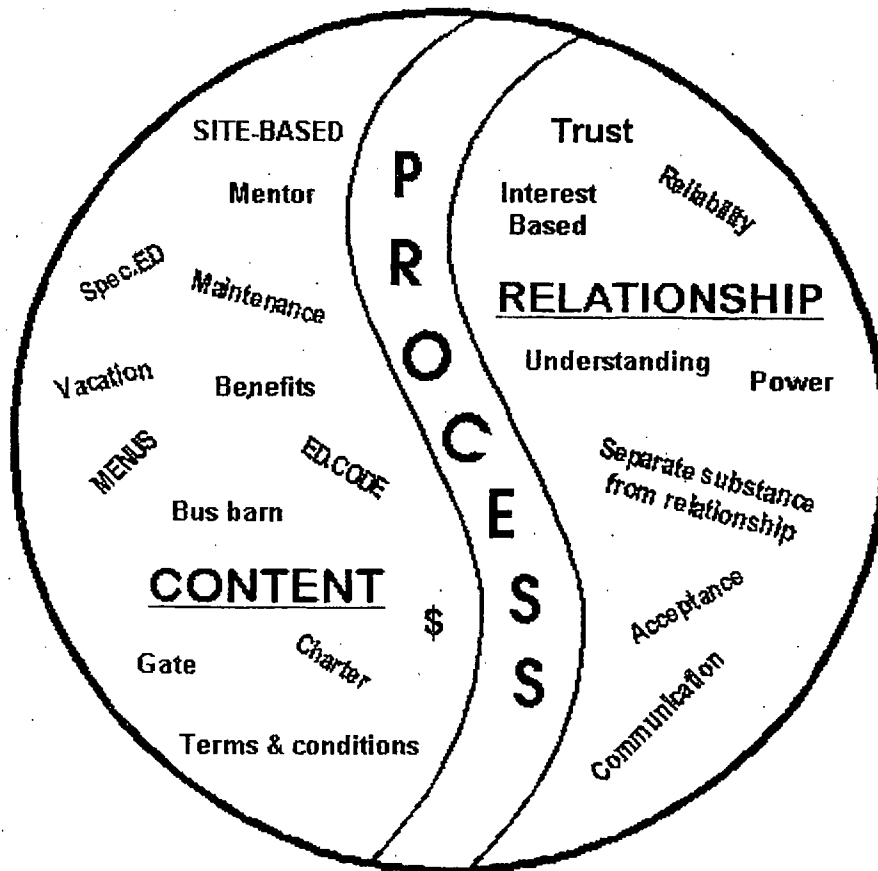 SITE-BASED
Mentor
Spec.ED
Maintenance
Vacation
Benefits
MENUS
ED.CODE
Bus barn
CONTENT
$
Gate
Charter
Terms & conditions
PROCESS
Trust
Interest
Based
Reliability
RELATIONSHIP
Understanding
Power
Separate substance
from relationship
Acceptance
Communication